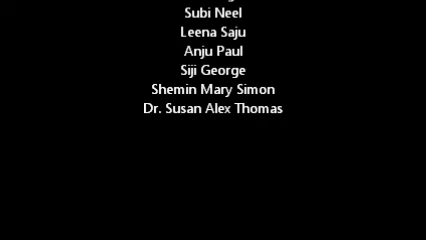 Subi Neel
Leena Saju
Anju Paul
Siji George
Shemin Mary Simon
Dr. Susan Alex Thomas